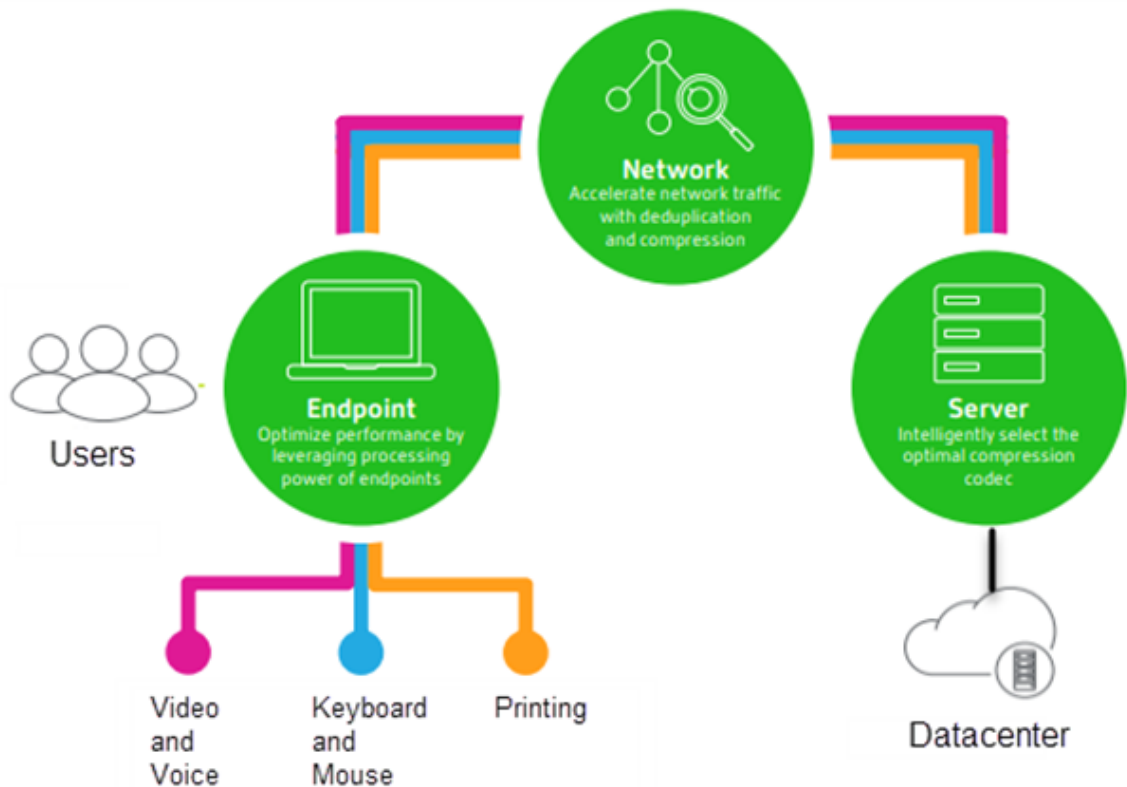 Network
Accelerate network traffic
with deduplication
and compression
Endpoint
Optimize performance by
leveraging processing
power of endpoints
Server
Intelligently select the
optimal compression
codec
Users
Video
and
Voice
Keyboard
and
Mouse
Printing
Datacenter